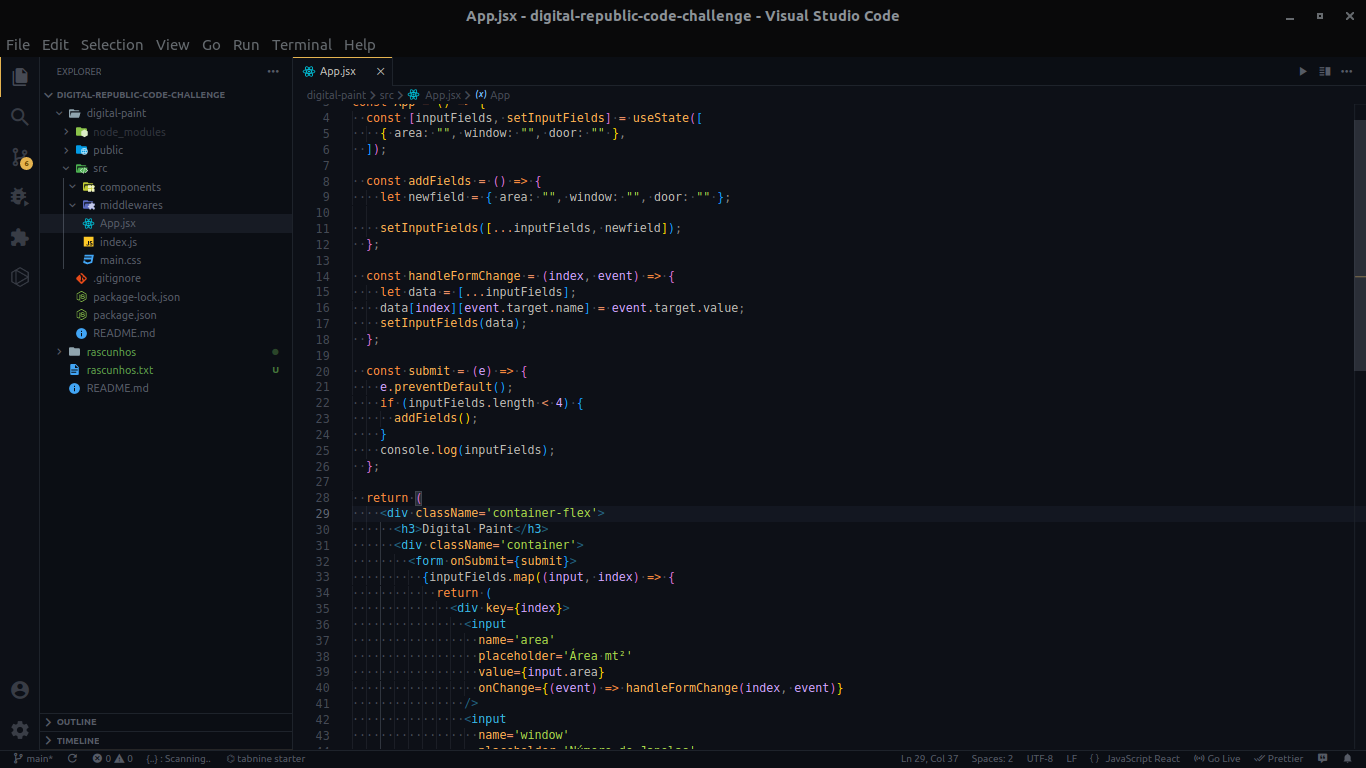 App.jsx - digital-republic-code-challenge - Visual Studio Code
File Edit Selection View Go Run Terminal Help
EXPLORER
DIGITAL-REPUBLIC-CODE-CHALLENGE
digital-paint
node_modules
public
src
components
middlewares
App.jsx
index.js
main.css
.gitignore
package-lock.json
package.json
README.md
rascunhos
rascunhos.txt U
README.md
OUTLINE
TIMELINE
6
App.jsx
digital-paint > src > App.jsx > App
3 const App = () => {
4 const [inputFields, setInputFields] = useState([
5 { area: "", window: "", door: "" },
6 ]);
7
8 const addFields = () => {
9 let newfield = { area: "", window: "", door: "" };
10
11 setInputFields([...inputFields, newfield]);
12 };
13
14 const handleFormChange = (index, event) => {
15 let data = [...inputFields];
16 data[index][event.target.name] = event.target.value;
17 setInputFields(data);
18 };
19
20 const submit = (e) => {
21 e.preventDefault();
22 if (inputFields.length < 4) {
23 addFields();
24 }
25 console.log(inputFields);
26 };
27
28 return (
29 <div className='container-flex'>
30 <h3>Digital Paint</h3>
31 <div className='container'>
32 <form onSubmit={submit}>
33 {inputFields.map((input, index) => {
34 return (
35 <div key={index}>
36 <input
37 name='area'
38 placeholder='Área mt²'
39 value={input.area}
40 onChange={(event) => handleFormChange(index, event)}
41 />
42 <input
43 name='window'
44 placeholder='Número de Janelas'
main* 0 0 {..} : Scanning.. tabnine starter Ln 29, Col 37 Spaces: 2 UTF-8 LF { } JavaScript React Go Live Prettier